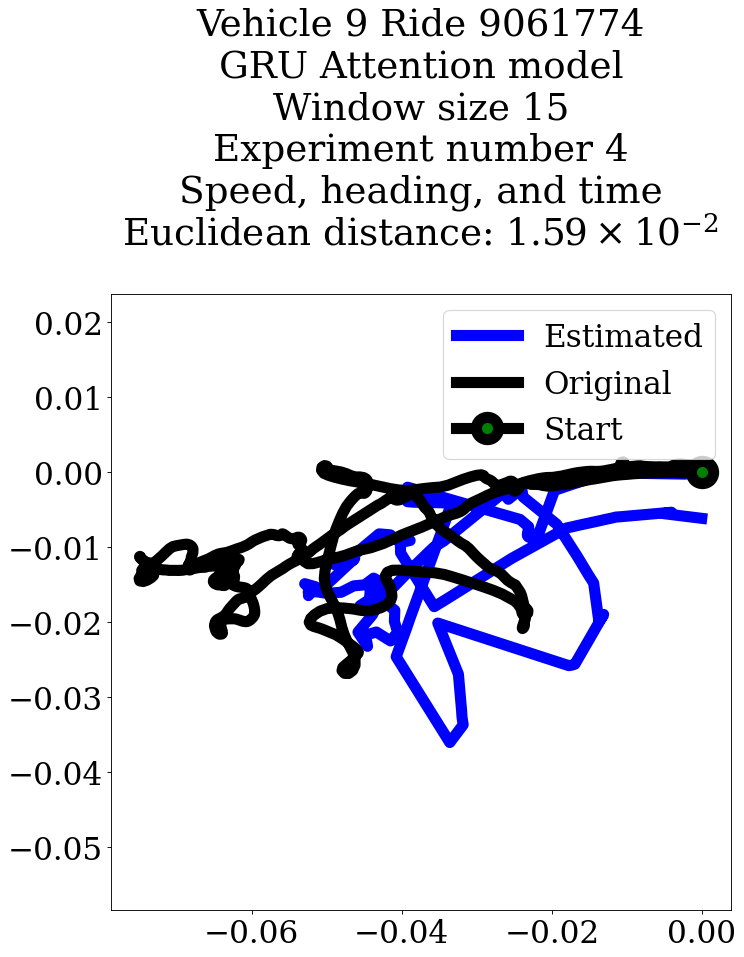 Vehicle 9 Ride 9061774
GRU Attention model
Window size 15
Experiment number 4
Speed, heading, and time
Euclidean distance: 1.59 × 10⁻²
Estimated
Original
Start
0.02
0.01
0.00
−0.01
−0.02
−0.03
−0.04
−0.05
−0.06
−0.04
−0.02
0.00